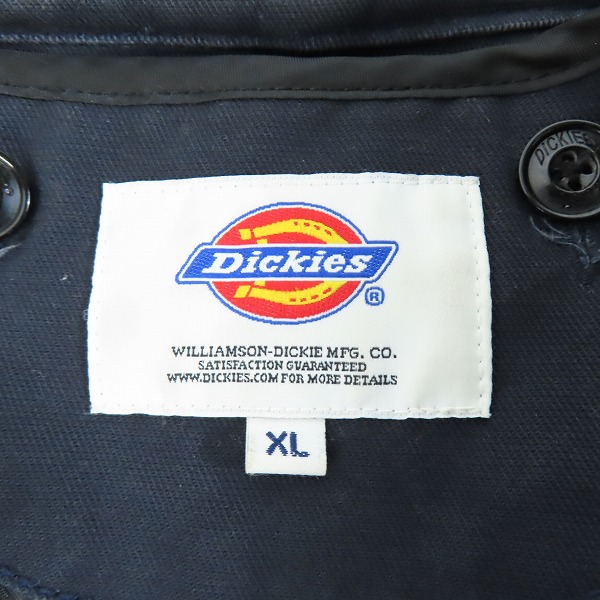 DICKIES
Dickies
®
WILLIAMSON-DICKIE MFG. CO.
SATISFACTION GUARANTEED
WWW.DICKIES.COM FOR MORE DETAILS
XL